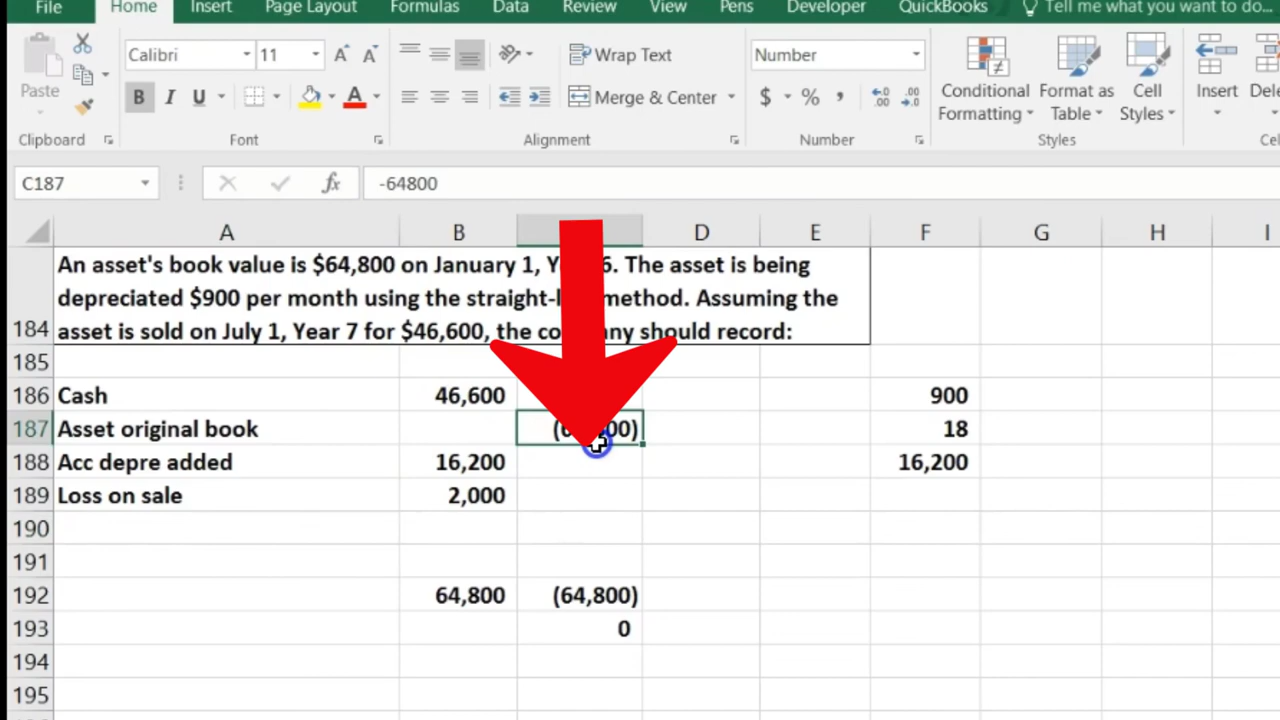 File Home Insert Page Layout Formulas Data Review View Pens Developer QuickBooks Tell me what you want to do...
Calibri 11 Wrap Text Number
Paste B I U A Merge & Center $ % , Conditional Formatting Format as Table Cell Styles Insert
Clipboard Font Alignment Number Styles
C187 fx -64800
A B D E F G H I
184 An asset's book value is $64,800 on January 1, 6. The asset is being
depreciated $900 per month using the method. Assuming the
asset is sold on July 1, Year 7 for $46,600, the should record:
185
186 Cash 46,600 900
187 Asset original book 18
188 Acc depre added 16,200 16,200
189 Loss on sale 2,000
190
191
192 64,800 (64,800)
193 0
194
195